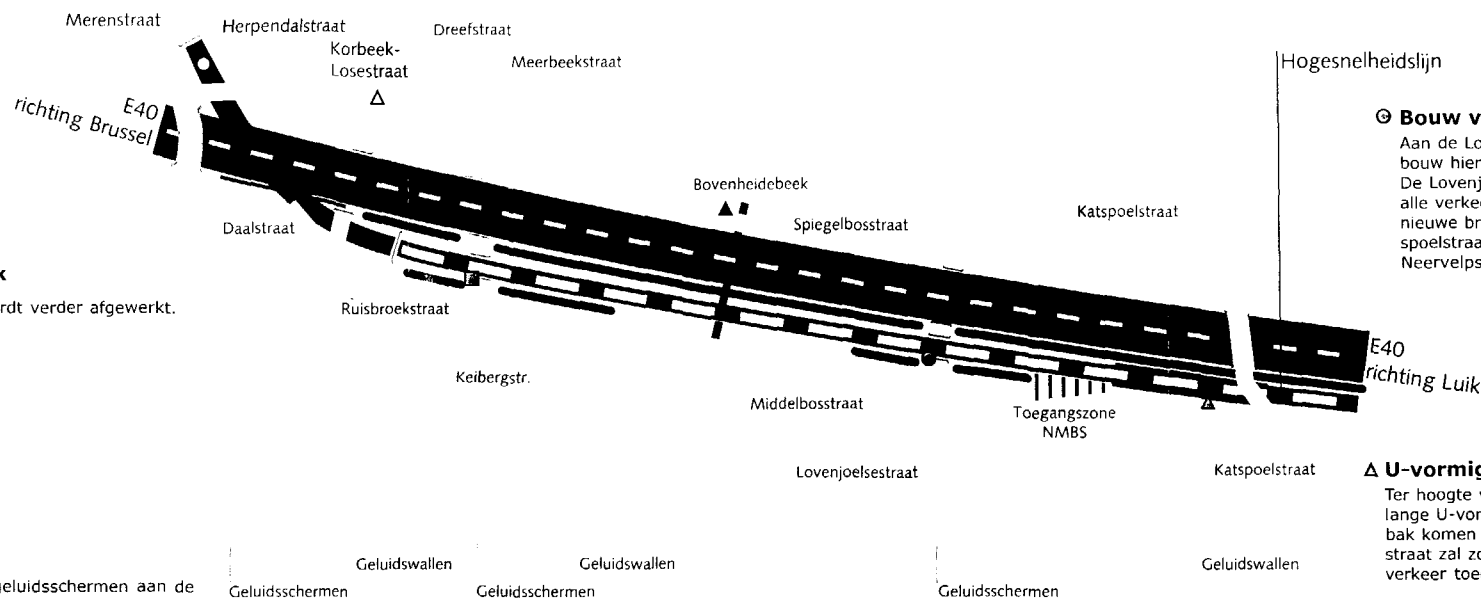 Merenstraat
Herpendalstraat
Dreefstraat
Korbeek-
Losestraat
Meerbeekstraat
Hogesnelheidslijn
E40
richting Brussel
Bouw v
Aan de Lo
bouw hier
De Lovenj
alle verkee
nieuwe br
spoelstraa
Neervelps
Bovenheidebeek
Daalstraat
Spiegelbosstraat
Katspoelstraat
k
rdt verder afgewerkt.
Ruisbroekstraat
E40
richting Luik
Keibergstr.
Middelbosstraat
Toegangszone
NMBS
Lovenjoelsestraat
Katspoelstraat
U-vormig
Ter hoogte
lange U-vor
bak komen
straat zal zo
verkeer toe
Geluidswallen
Geluidswallen
Geluidswallen
geluidsschermen aan de
Geluidsschermen
Geluidsschermen
Geluidsschermen